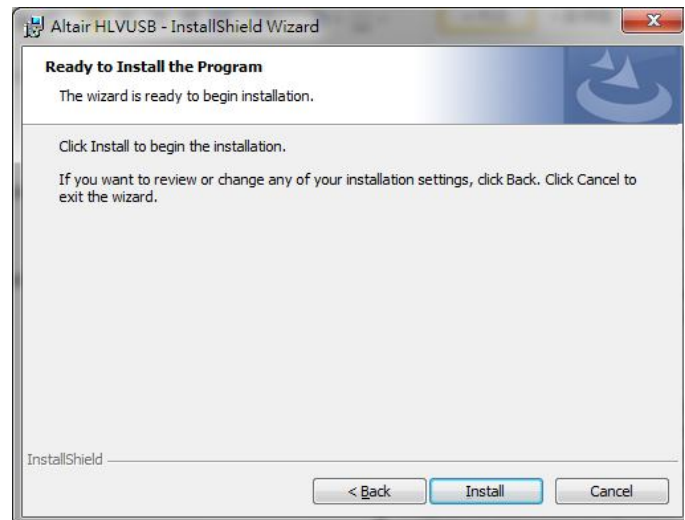 Altair HLVUSB - InstallShield Wizard
Ready to Install the Program
The wizard is ready to begin installation.
Click Install to begin the installation.
If you want to review or change any of your installation settings, click Back. Click Cancel to
exit the wizard.
InstallShield
< Back
Install
Cancel